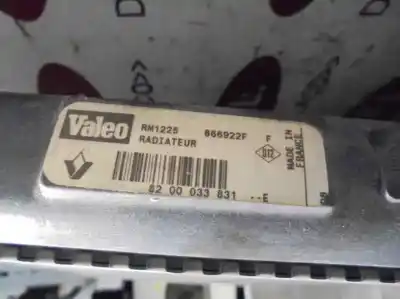 Valeo
RM1225 866922F F
RADIATEUR
MADE IN
FRANCE
82 00 033 831